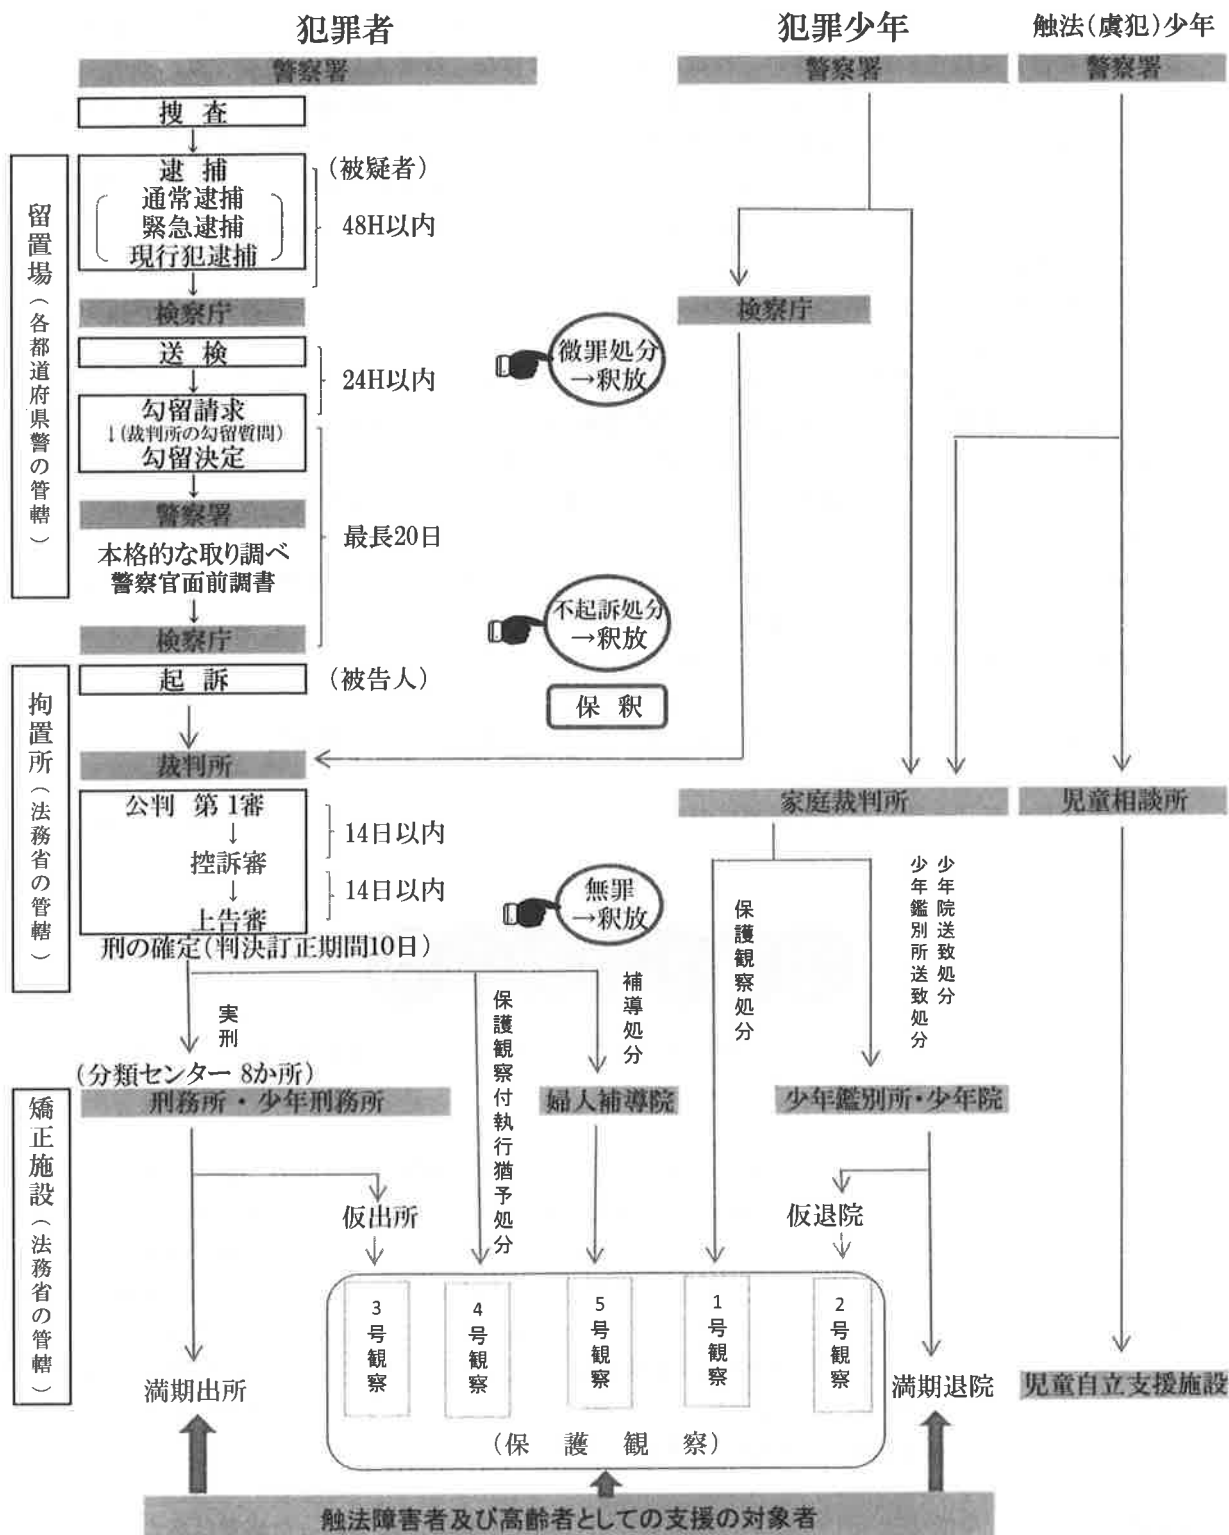 犯罪者
犯罪少年
触法(虞犯)少年
警察署
警察署
警察署
捜 査
逮 捕
通常逮捕
緊急逮捕
現行犯逮捕
(被疑者)
48H以内
留置場(各都道府県警の管轄)
検察庁
検察庁
送 検
24H以内
微罪処分
→釈放
勾留請求
↓(裁判所の勾留質問)
勾留決定
警察署
最長20日
本格的な取り調べ
警察官面前調書
不起訴処分
→釈放
検察庁
起 訴
(被告人)
保 釈
拘置所(法務省の管轄)
裁判所
家庭裁判所
児童相談所
公判 第1審
↓
控訴審
↓
上告審
14日以内
14日以内
無罪
→釈放
刑の確定(判決訂正期間10日)
実刑
保護観察付執行猶予処分
補導処分
保護観察処分
少年院送致処分
少年鑑別所送致処分
(分類センター 8か所)
刑務所・少年刑務所
婦人補導院
少年鑑別所・少年院
矯正施設(法務省の管轄)
仮出所
仮退院
3号観察
4号観察
5号観察
1号観察
2号観察
満期出所
満期退院
児童自立支援施設
(保 護 観 察)
触法障害者及び高齢者としての支援の対象者